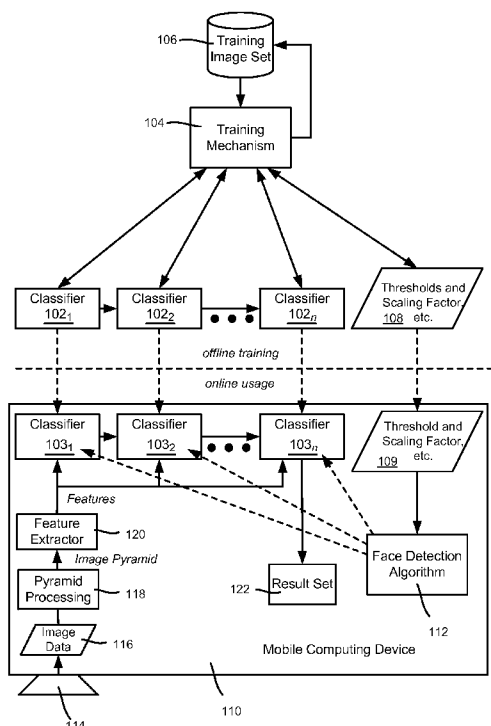 106
Training
Image Set
104
Training
Mechanism
Classifier
102₁
Classifier
102₂
Classifier
102ₙ
Thresholds and
Scaling Factor,
etc. 108
offline training
online usage
Classifier
103₁
Classifier
103₂
Classifier
103ₙ
Threshold and
Scaling Factor,
109 etc.
Features
Feature
Extractor
120
Image Pyramid
Pyramid
Processing
118
Image
Data
116
122
Result Set
Face Detection
Algorithm
112
Mobile Computing Device
110
114